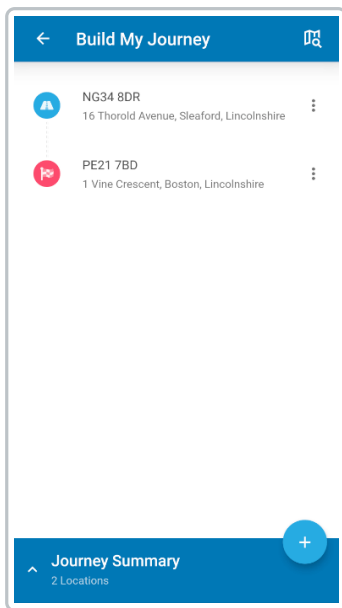 Build My Journey
NG34 8DR
16 Thorold Avenue, Sleaford, Lincolnshire
PE21 7BD
1 Vine Crescent, Boston, Lincolnshire
Journey Summary
2 Locations